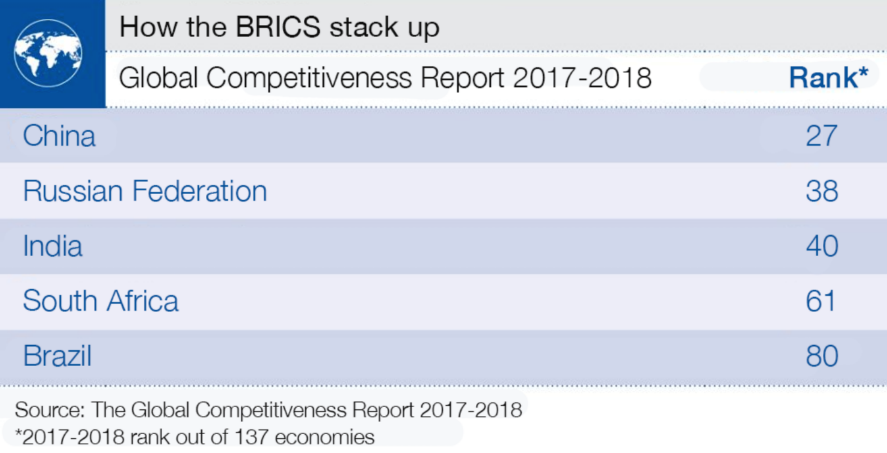 How the BRICS stack up
Global Competitiveness Report 2017-2018 Rank*
China 27
Russian Federation 38
India 40
South Africa 61
Brazil 80
Source: The Global Competitiveness Report 2017-2018
*2017-2018 rank out of 137 economies